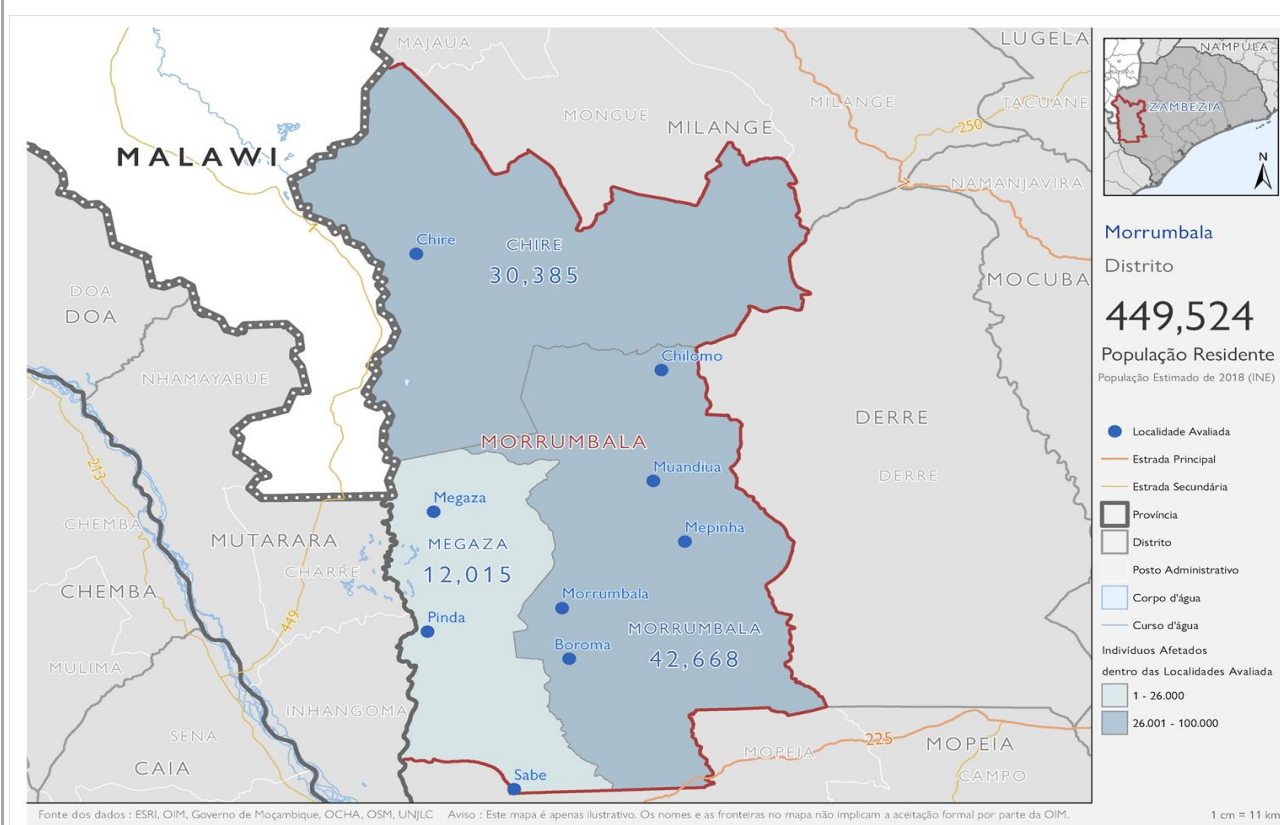 MAJAUA
LUGELA
MONGUE
MILANGE
MILANGE
TACUANE
250
MALAWI
NAMANJAVIRA
1
Chire
CHIRE
30,385
MOCUBA
DOA
DOA
NHAMAYABUE
Chilomo
DERRE
MORRUMBALA
213
Muandiua
DERRE
Megaza
CHEMBA
MUTARARA
Mepinha
MEGAZA
12,015
CHARRE
CHEMBA
449
Pinda
Morrumbala
MORRUMBALA
42,668
Boroma
MULIMA
INHANGOMA
SENA
225
MOPEIA
MOPEIA
CAIA
Sabe
CAMPO
NAMPULA
ZAMBEZIA
N
Morrumbala
Distrito
449,524
População Residente
População Estimado de 2018 (INE)
Localidade Avaliada
Estrada Principal
Estrada Secundária
Província
Distrito
Posto Administrativo
Corpo d'água
Curso d'água
Indivíduos Afetados
dentro das Localidades Avaliada
1 - 26.000
26.001 - 100.000
Fonte dos dados : ESRI, OIM, Governo de Moçambique, OCHA, OSM, UNJLC Aviso : Este mapa é apenas ilustrativo. Os nomes e as fronteiras no mapa não implicam a aceitação formal por parte da OIM.
1 cm = 11 km